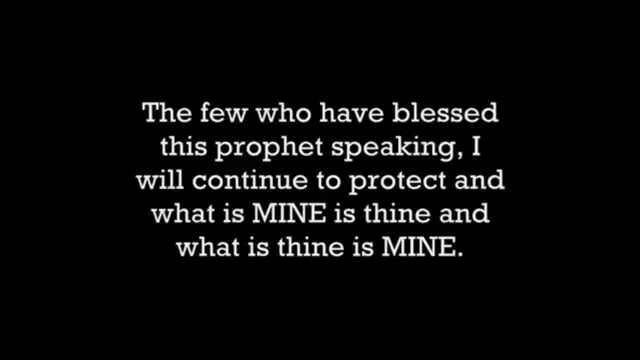 The few who have blessed
this prophet speaking, I
will continue to protect and
what is MINE is thine and
what is thine is MINE.